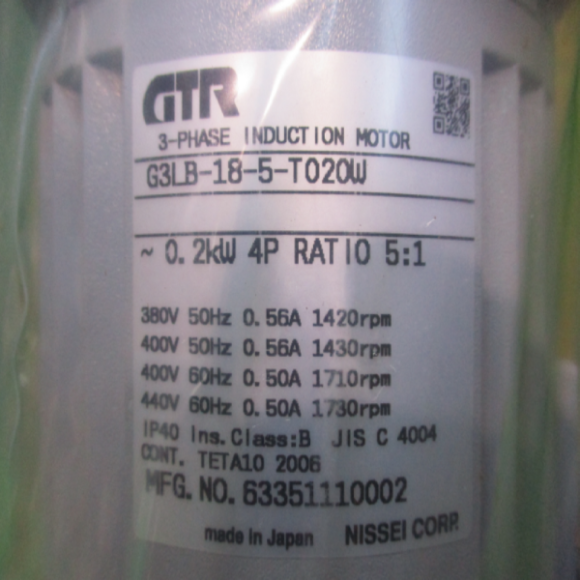 GTR
3-PHASE INDUCTION MOTOR
G3LB-18-5-T020W
~ 0.2kW 4P RATIO 5:1
380V 50Hz 0.56A 1420rpm
400V 50Hz 0.56A 1430rpm
400V 60Hz 0.50A 1710rpm
440V 60Hz 0.50A 1730rpm
IP40 Ins.Class:B JIS C 4004
CONT. TETA10 2006
MFG.NO.63351110002
made in Japan NISSEI CORP.